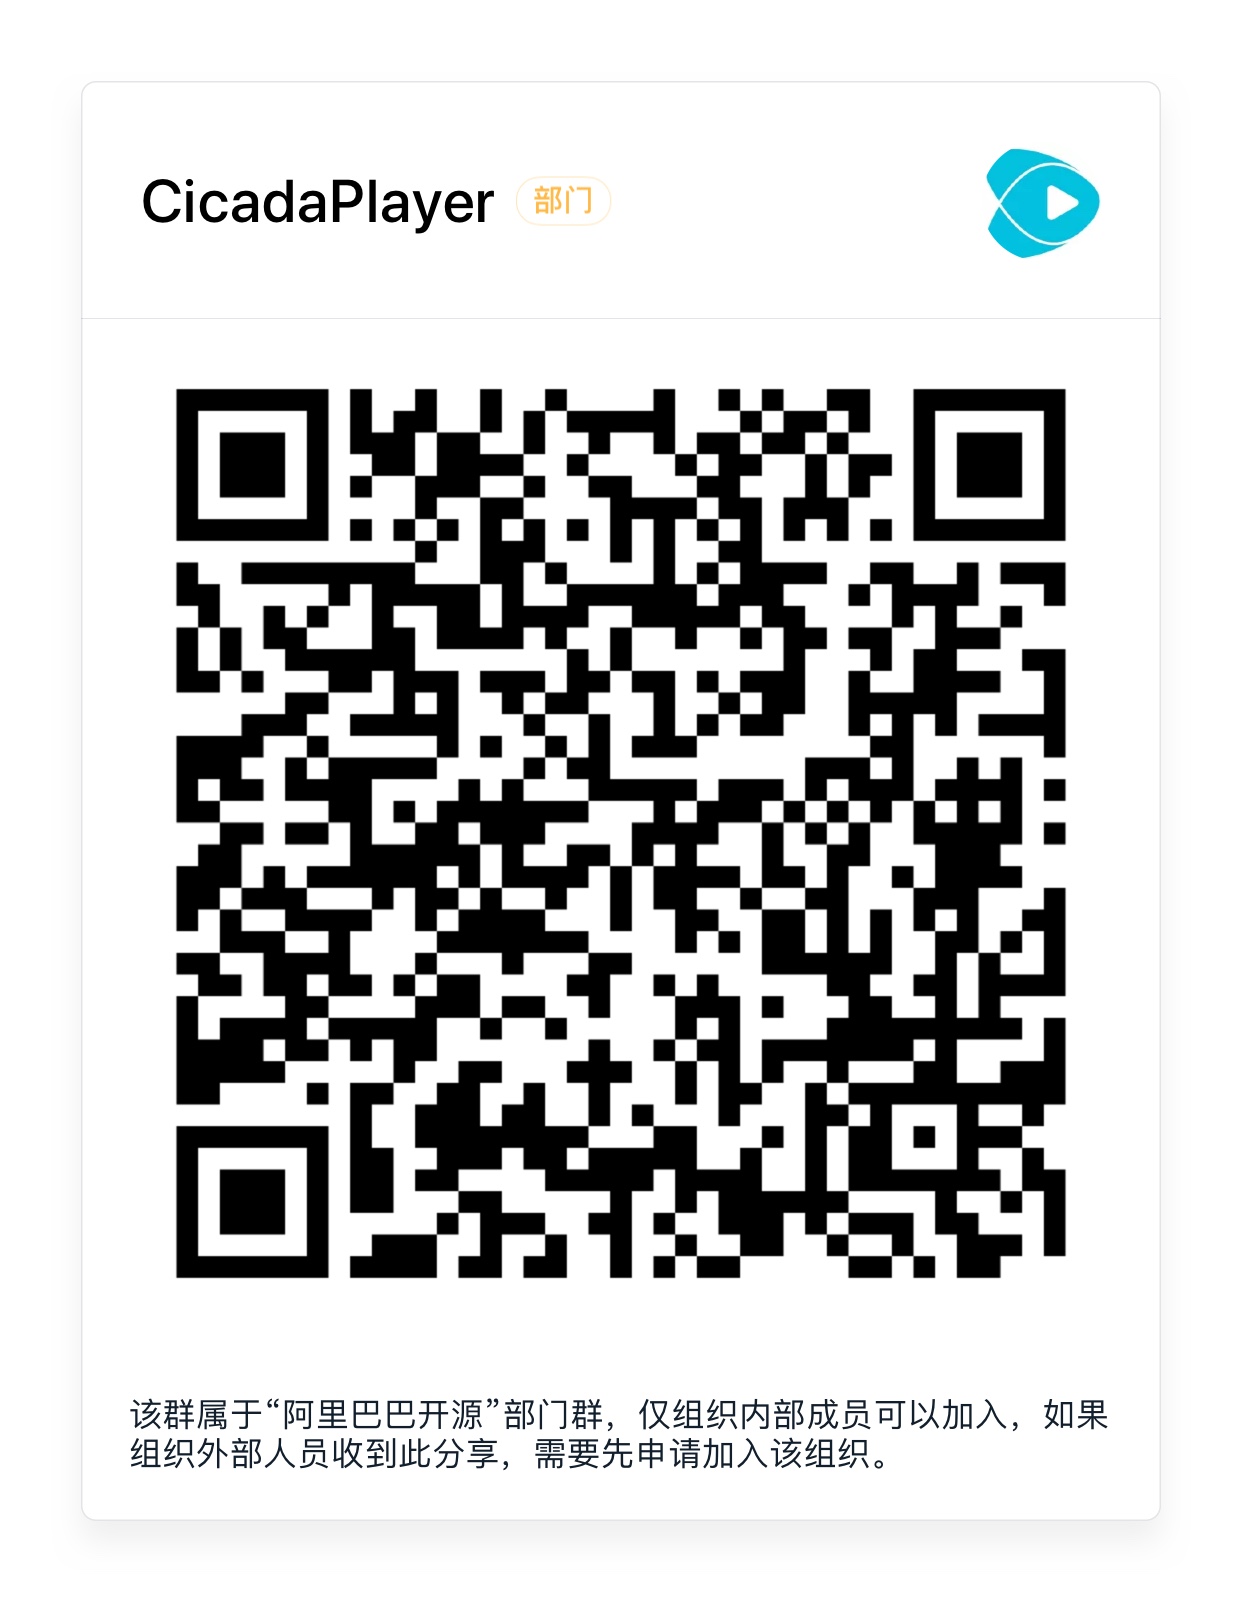 CicadaPlayer 部门
该群属于“阿里巴巴开源”部门群，仅组织内部成员可以加入，如果
组织外部人员收到此分享，需要先申请加入该组织。